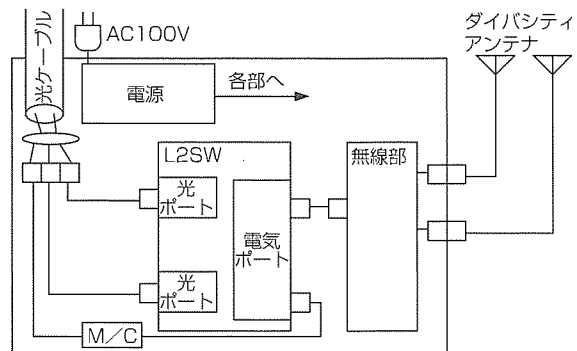 光ケーブル
AC100V
ダイバシティ
アンテナ
電源
各部へ
L2SW
無線部
光
ポート
電気
ポート
光
ポート
M/C